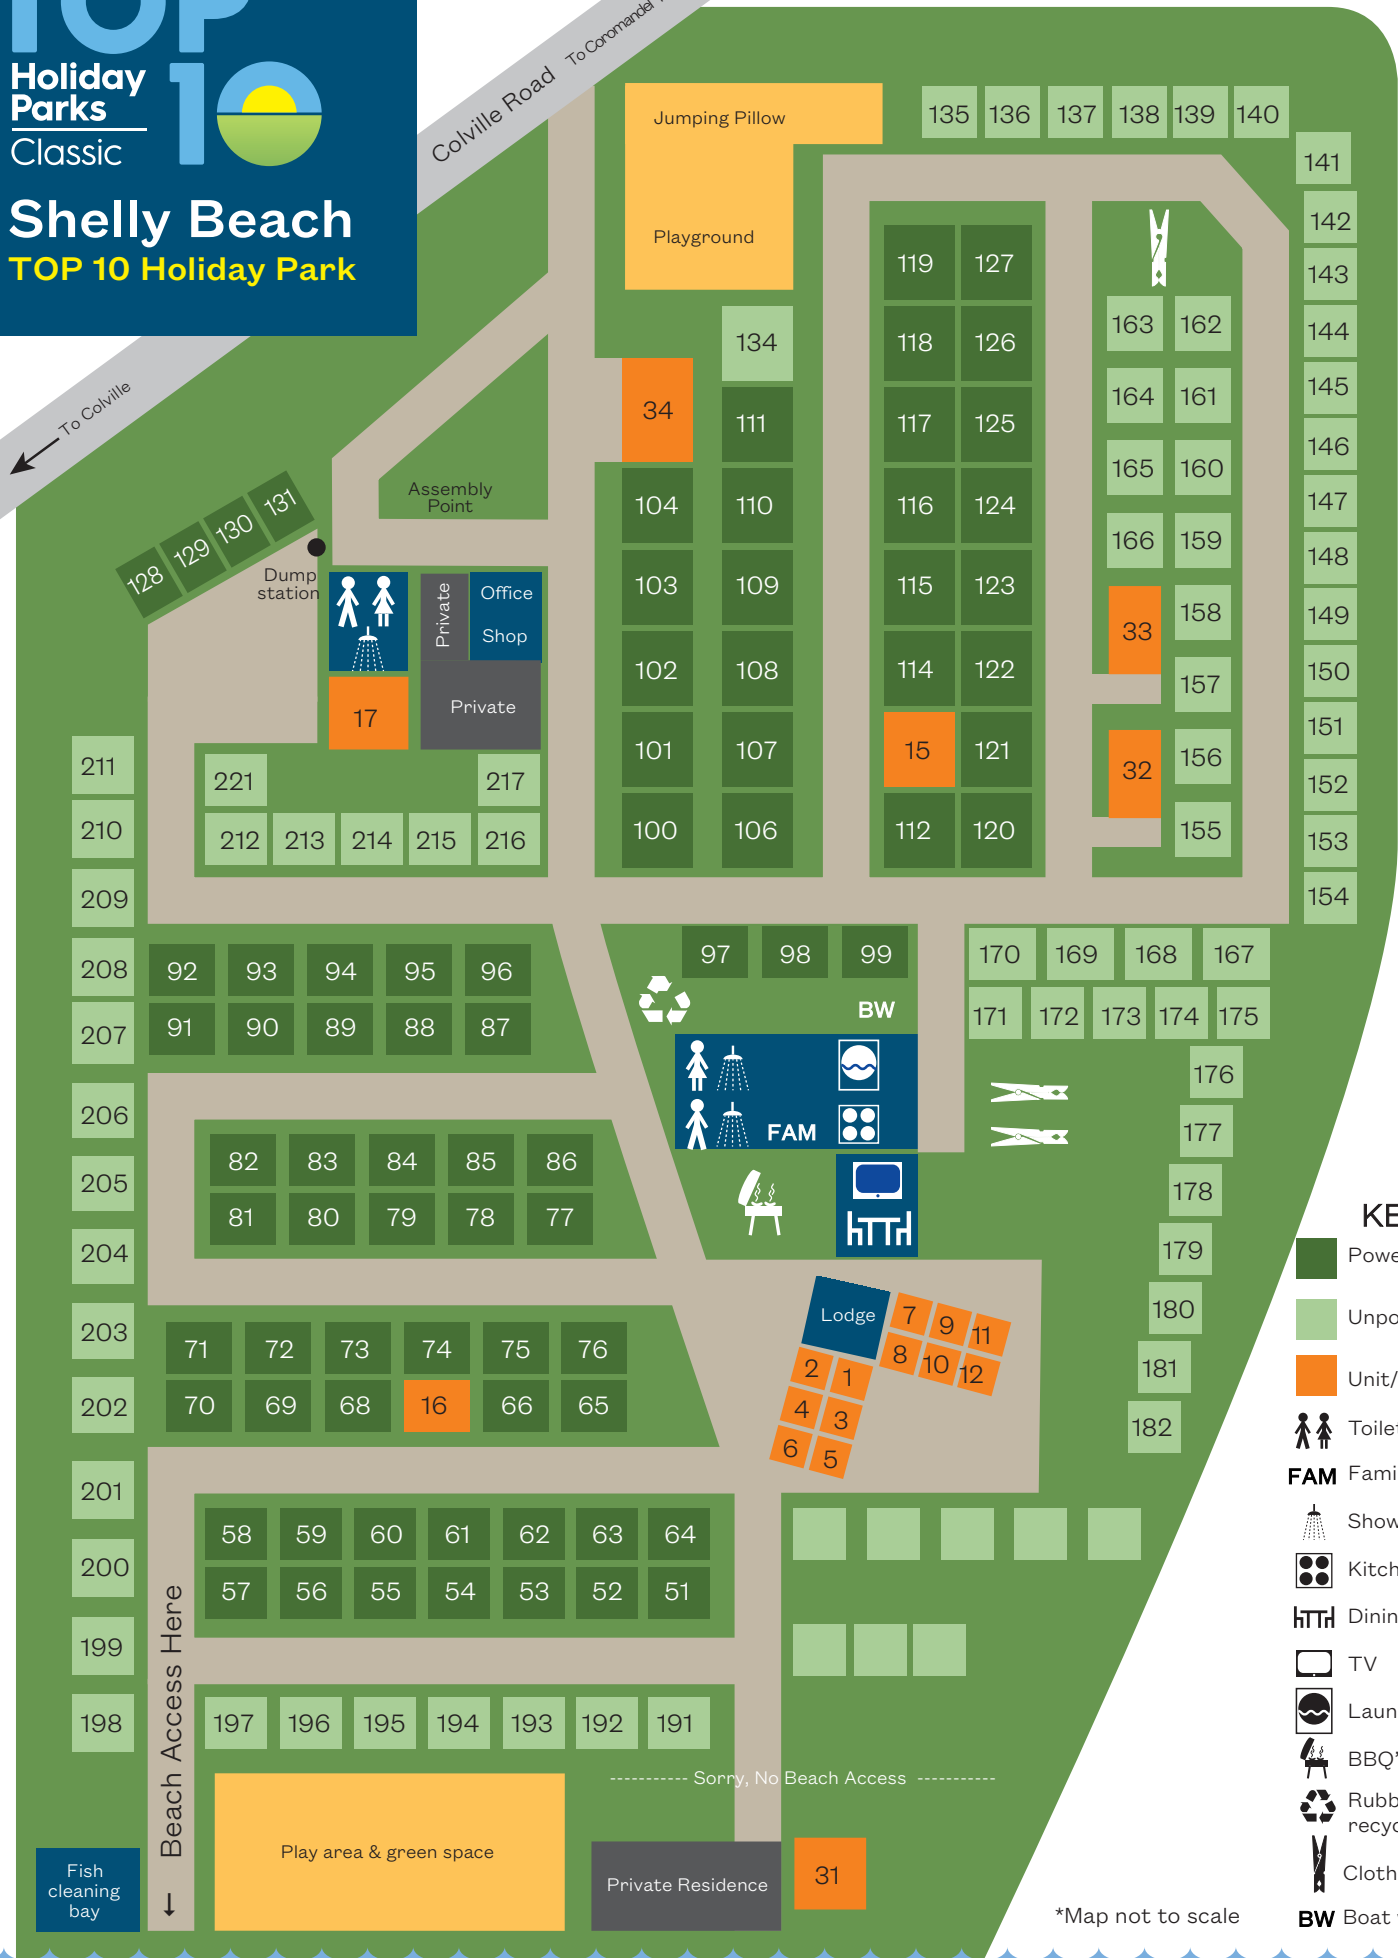 TOP
10
Holiday
Parks
Classic
Shelly Beach
TOP 10 Holiday Park
Colville Road
To Coromandel
To Colville
Jumping Pillow
Playground
135 136 137 138 139 140
141
142
143
144
145
146
147
148
149
150
151
152
153
154
119 127
118 126
117 125
116 124
115 123
114 122
15 121
112 120
163 162
164 161
165 160
166 159
33 158
157
32 156
155
134
34 111
104 110
103 109
102 108
101 107
100 106
Assembly
Point
128 129 130 131
Dump
station
Private
Office
Shop
Private
17
221 217
212 213 214 215 216
211
210
209
208
207
206
205
204
203
202
201
200
199
198
92 93 94 95 96
91 90 89 88 87
97 98 99
BW
FAM
170 169 168 167
171 172 173 174 175
176
177
178
179
180
181
182
82 83 84 85 86
81 80 79 78 77
Lodge
7 9 11
8 10 12
2 1
4 3
6 5
71 72 73 74 75 76
70 69 68 16 66 65
58 59 60 61 62 63 64
57 56 55 54 53 52 51
197 196 195 194 193 192 191
Beach Access Here
Sorry, No Beach Access
Play area & green space
Private Residence
31
Fish
cleaning
bay
*Map not to scale
KE
Powe
Unpo
Unit/
Toile
FAM Fami
Show
Kitch
Dinin
TV
Laun
BBQ'
Rubb
recyc
Cloth
BW Boat